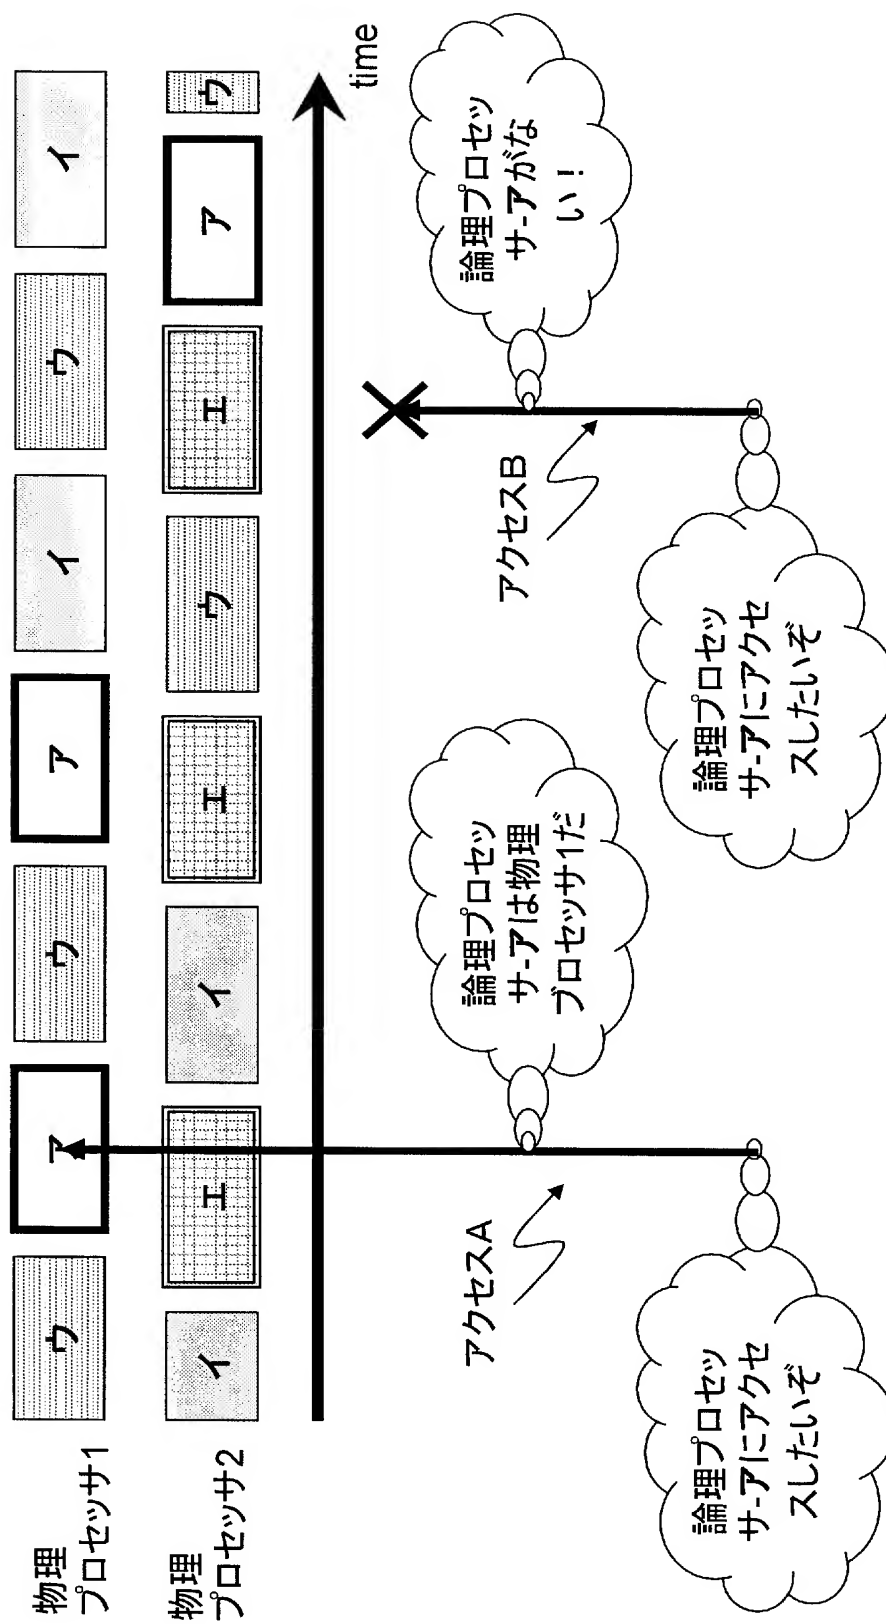 物理
プロセッサ1
ウ
ア
ウ
ア
イ
ウ
イ
物理
プロセッサ2
イ
エ
イ
エ
ウ
エ
ア
ウ
time
アクセスA
論理プロセッ
サ-アは物理
プロセッサ1だ
論理プロセッ
サ-アにアクセ
スしたいぞ
アクセスB
論理プロセッ
サ-アがな
い！
論理プロセッ
サ-アにアクセ
スしたいぞ